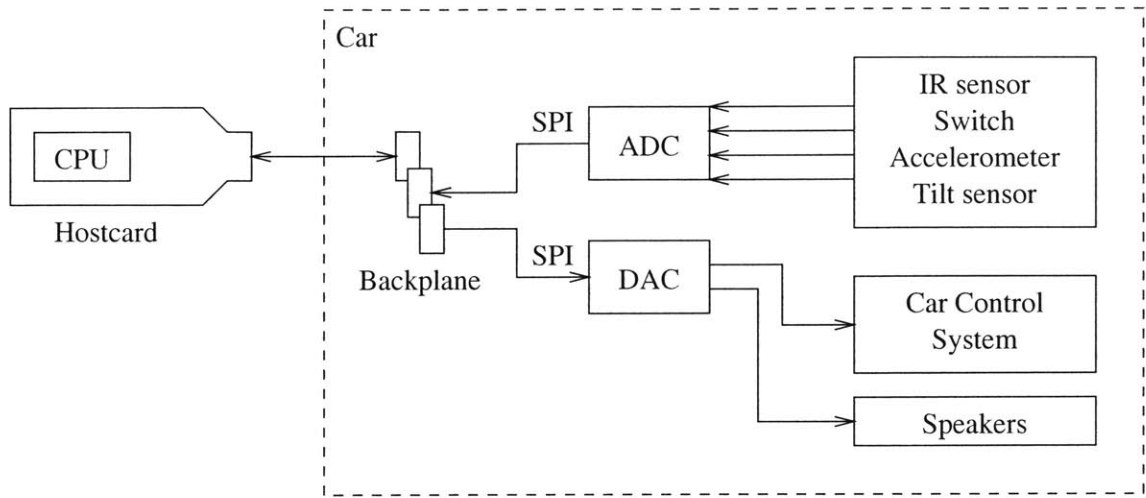 Car
CPU
Hostcard
Backplane
SPI
ADC
IR sensor
Switch
Accelerometer
Tilt sensor
SPI
DAC
Car Control
System
Speakers